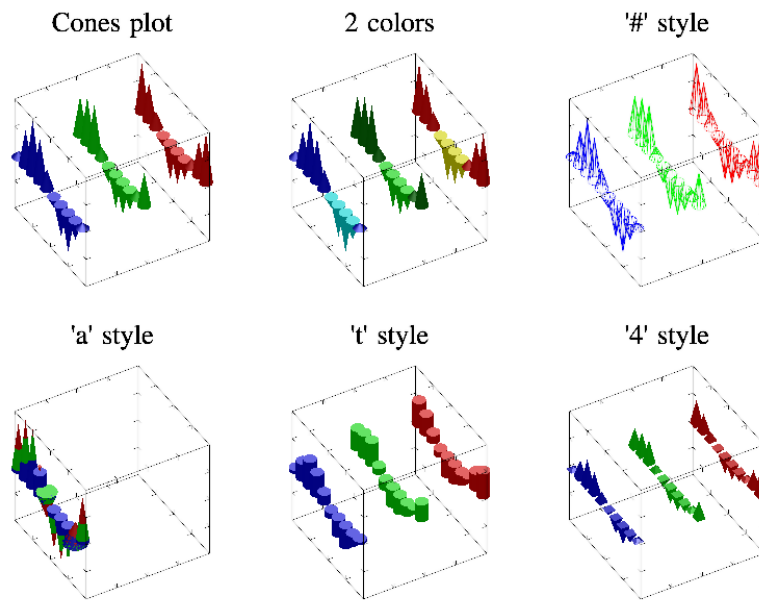 Cones plot
2 colors
'#' style
'a' style
't' style
'4' style